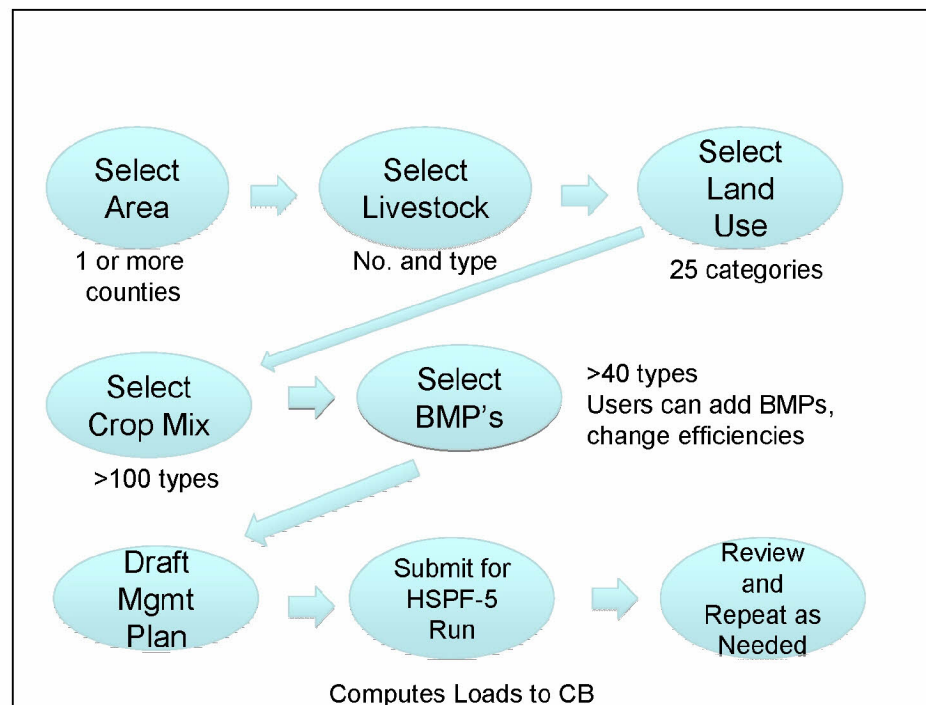 Select
Area
1 or more
counties
Select
Livestock
No. and type
Select
Land
Use
25 categories
Select
Crop Mix
>100 types
Select
BMP's
>40 types
Users can add BMPs,
change efficiencies
Draft
Mgmt
Plan
Submit for
HSPF-5
Run
Computes Loads to CB
Review
and
Repeat as
Needed